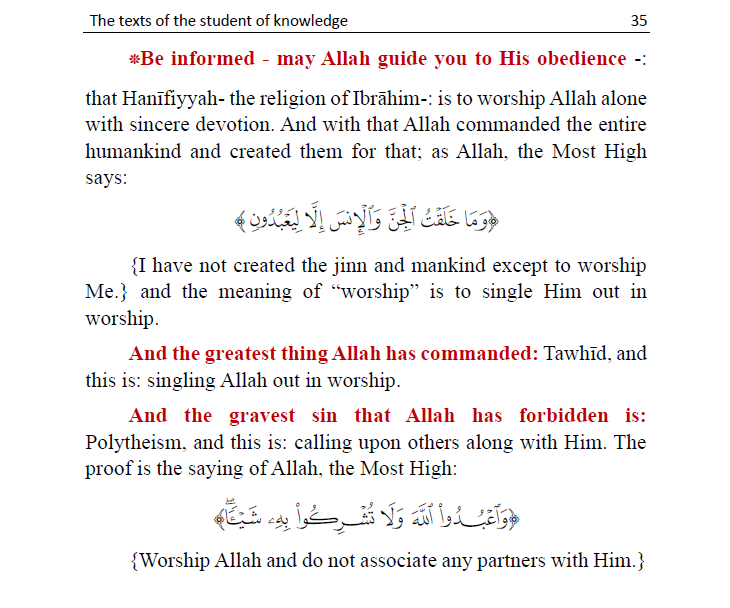 The texts of the student of knowledge 35
❋Be informed - may Allah guide you to His obedience -:
that Hanīfiyyah- the religion of Ibrāhim-: is to worship Allah alone
with sincere devotion. And with that Allah commanded the entire
humankind and created them for that; as Allah, the Most High
says:
﴿وَمَا خَلَقْتُ ٱلْجِنَّ وَٱلْإِنسَ إِلَّا لِيَعْبُدُونِ﴾
{I have not created the jinn and mankind except to worship
Me.} and the meaning of “worship” is to single Him out in
worship.
And the greatest thing Allah has commanded: Tawhīd, and
this is: singling Allah out in worship.
And the gravest sin that Allah has forbidden is:
Polytheism, and this is: calling upon others along with Him. The
proof is the saying of Allah, the Most High:
﴿وَٱعْبُدُواْ ٱللَّهَ وَلَا تُشْرِكُواْ بِهِۦ شَيْـًٔاۖ﴾
{Worship Allah and do not associate any partners with Him.}